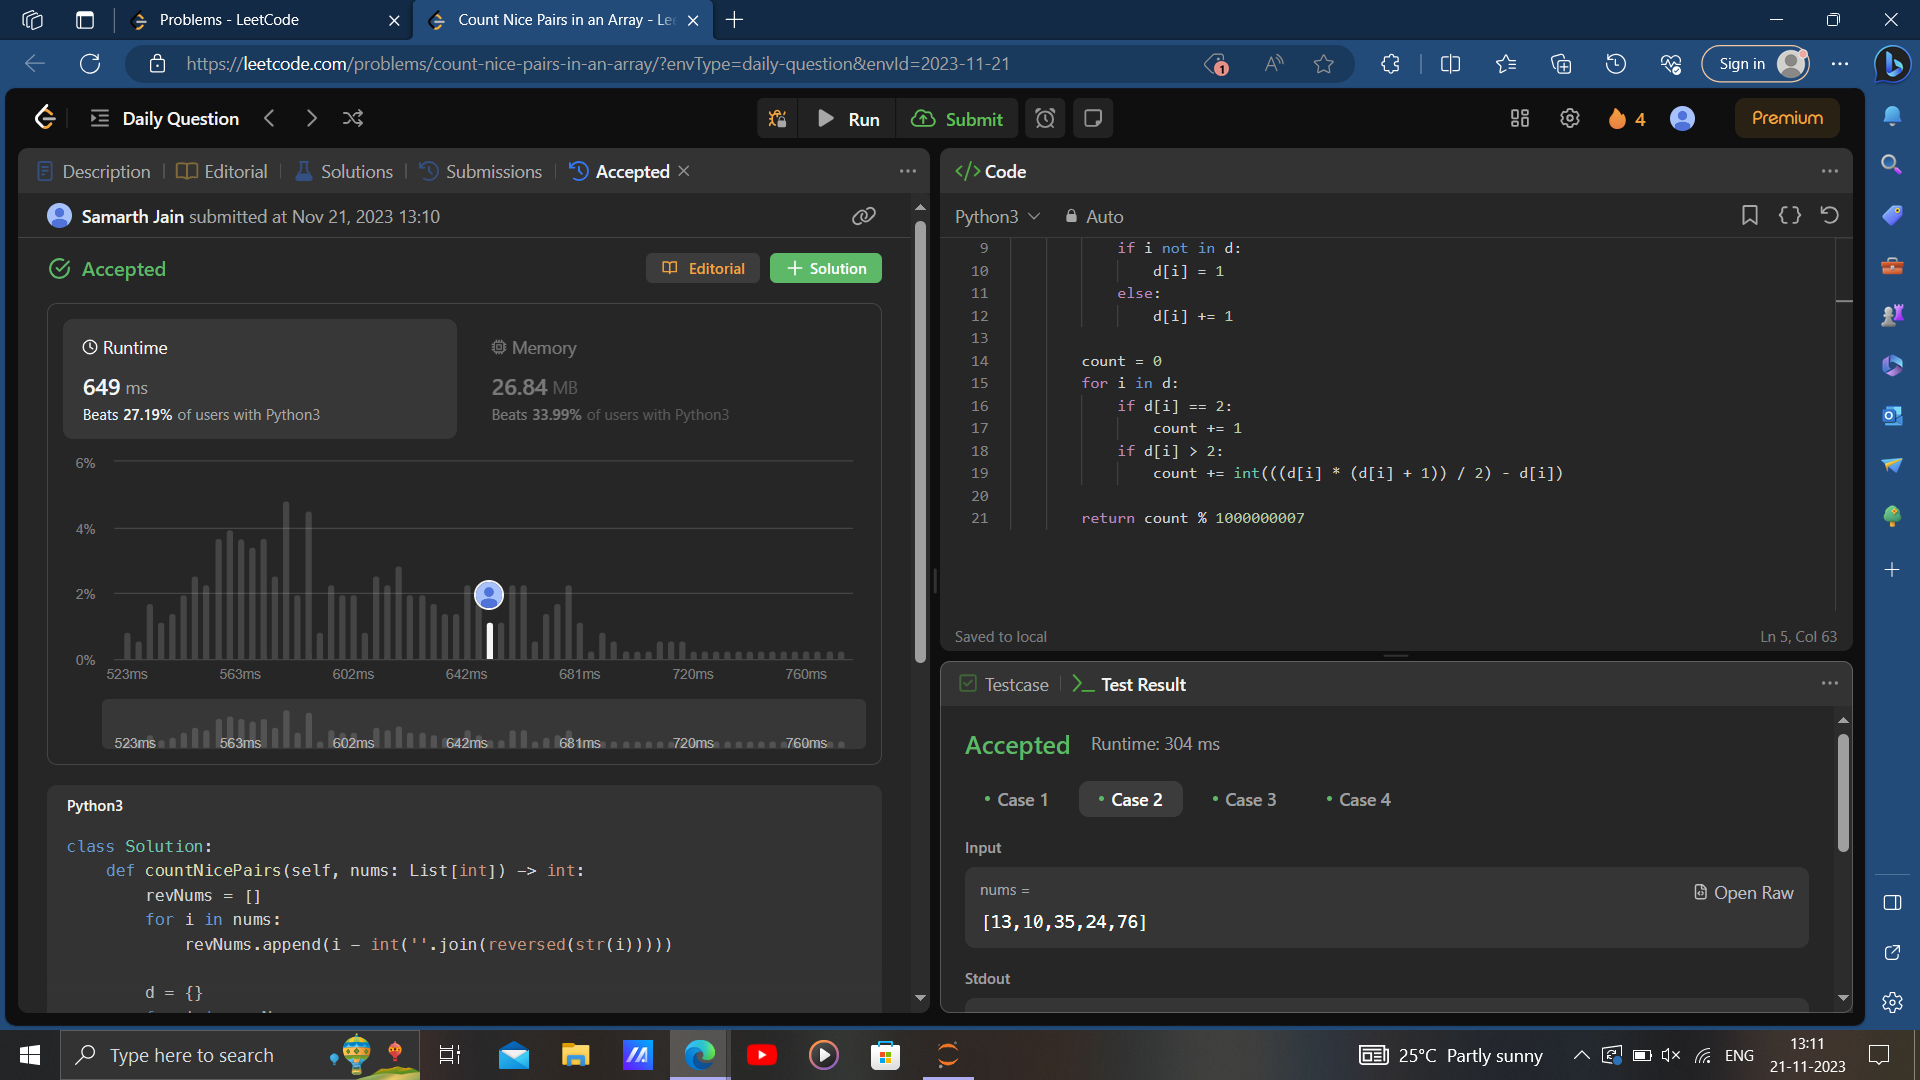 Problems - LeetCode
Count Nice Pairs in an Array - Le
https://leetcode.com/problems/count-nice-pairs-in-an-array/?envType=daily-question&envId=2023-11-21
1
Sign in
Daily Question
Run
Submit
4
Premium
Description
Editorial
Solutions
Submissions
Accepted
Samarth Jain submitted at Nov 21, 2023 13:10
Accepted
Editorial
Solution
Runtime
649 ms
Beats 27.19% of users with Python3
Memory
26.84 MB
Beats 33.99% of users with Python3
6%
4%
2%
0%
523ms 563ms 602ms 642ms 681ms 720ms 760ms
523ms 563ms 602ms 642ms 681ms 720ms 760ms
Python3
class Solution:
    def countNicePairs(self, nums: List[int]) -> int:
        revNums = []
        for i in nums:
            revNums.append(i - int(''.join(reversed(str(i)))))
        d = {}
</> Code
Python3
Auto
9 if i not in d:
10 d[i] = 1
11 else:
12 d[i] += 1
13
14 count = 0
15 for i in d:
16 if d[i] == 2:
17 count += 1
18 if d[i] > 2:
19 count += int(((d[i] * (d[i] + 1)) / 2) - d[i])
20
21 return count % 1000000007
Saved to local
Ln 5, Col 63
Testcase
Test Result
Accepted
Runtime: 304 ms
Case 1
Case 2
Case 3
Case 4
Input
nums =
[13,10,35,24,76]
Open Raw
Stdout
Type here to search
25°C Partly sunny
ENG
13:11
21-11-2023